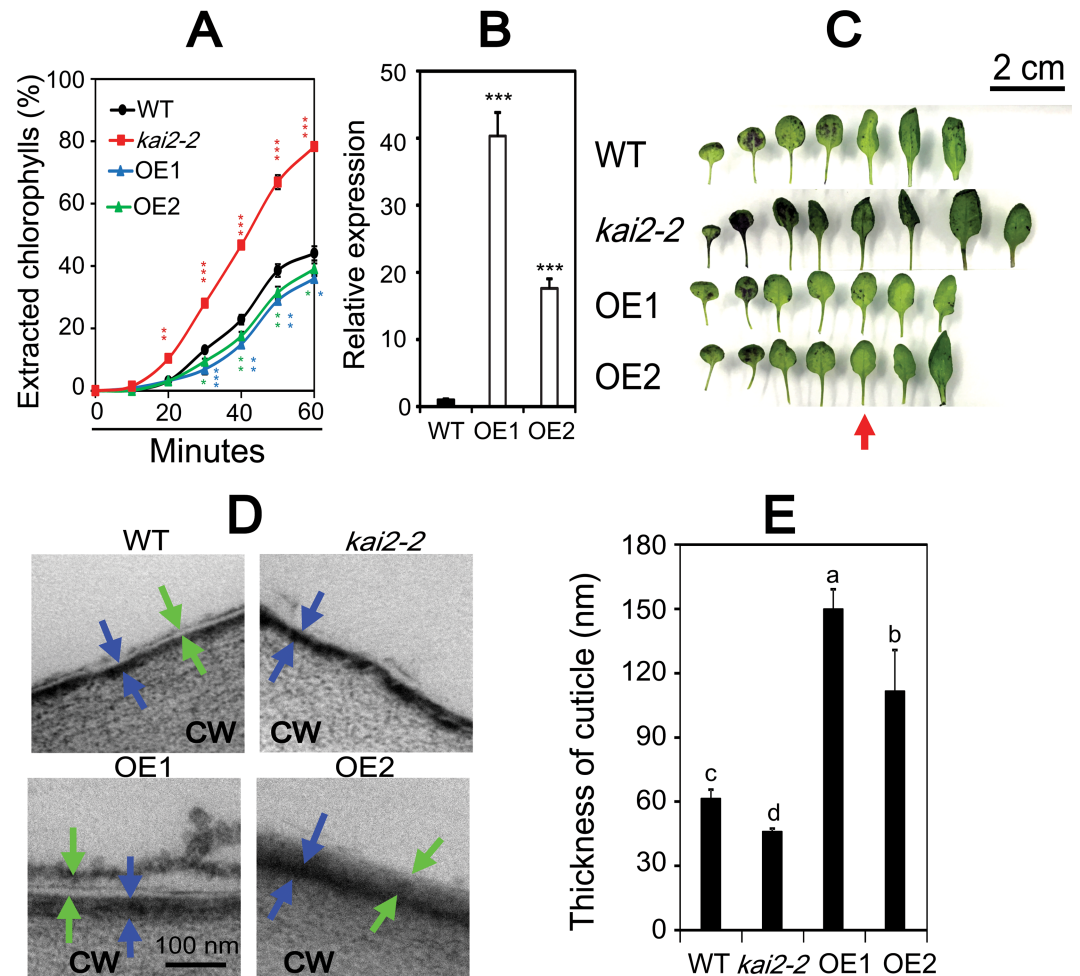 A
Extracted chlorophylls (%)
100
80
60
40
20
0
WT
kai2-2
OE1
OE2
**
***
***
***
***
*
***
*
**
**
**
*
*
0
20
40
60
Minutes
B
Relative expression
50
40
30
20
10
0
***
***
WT OE1 OE2
C
2 cm
WT
kai2-2
OE1
OE2
D
WT
kai2-2
CW
CW
OE1
OE2
CW
100 nm
CW
E
Thickness of cuticle (nm)
180
150
120
90
60
30
0
c
d
a
b
WT kai2-2 OE1 OE2